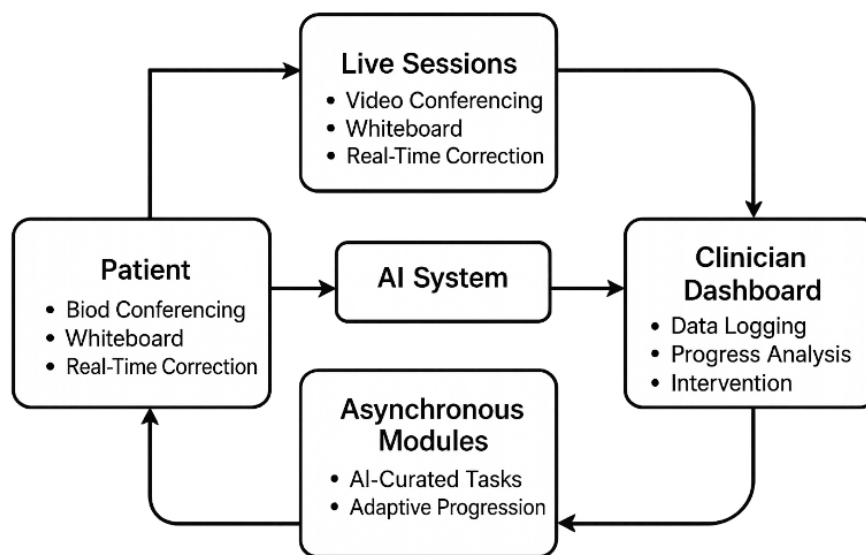 Live Sessions
• Video Conferencing
• Whiteboard
• Real-Time Correction
Patient
• Biod Conferencing
• Whiteboard
• Real-Time Correction
AI System
Clinician
Dashboard
• Data Logging
• Progress Analysis
• Intervention
Asynchronous
Modules
• AI-Curated Tasks
• Adaptive Progression